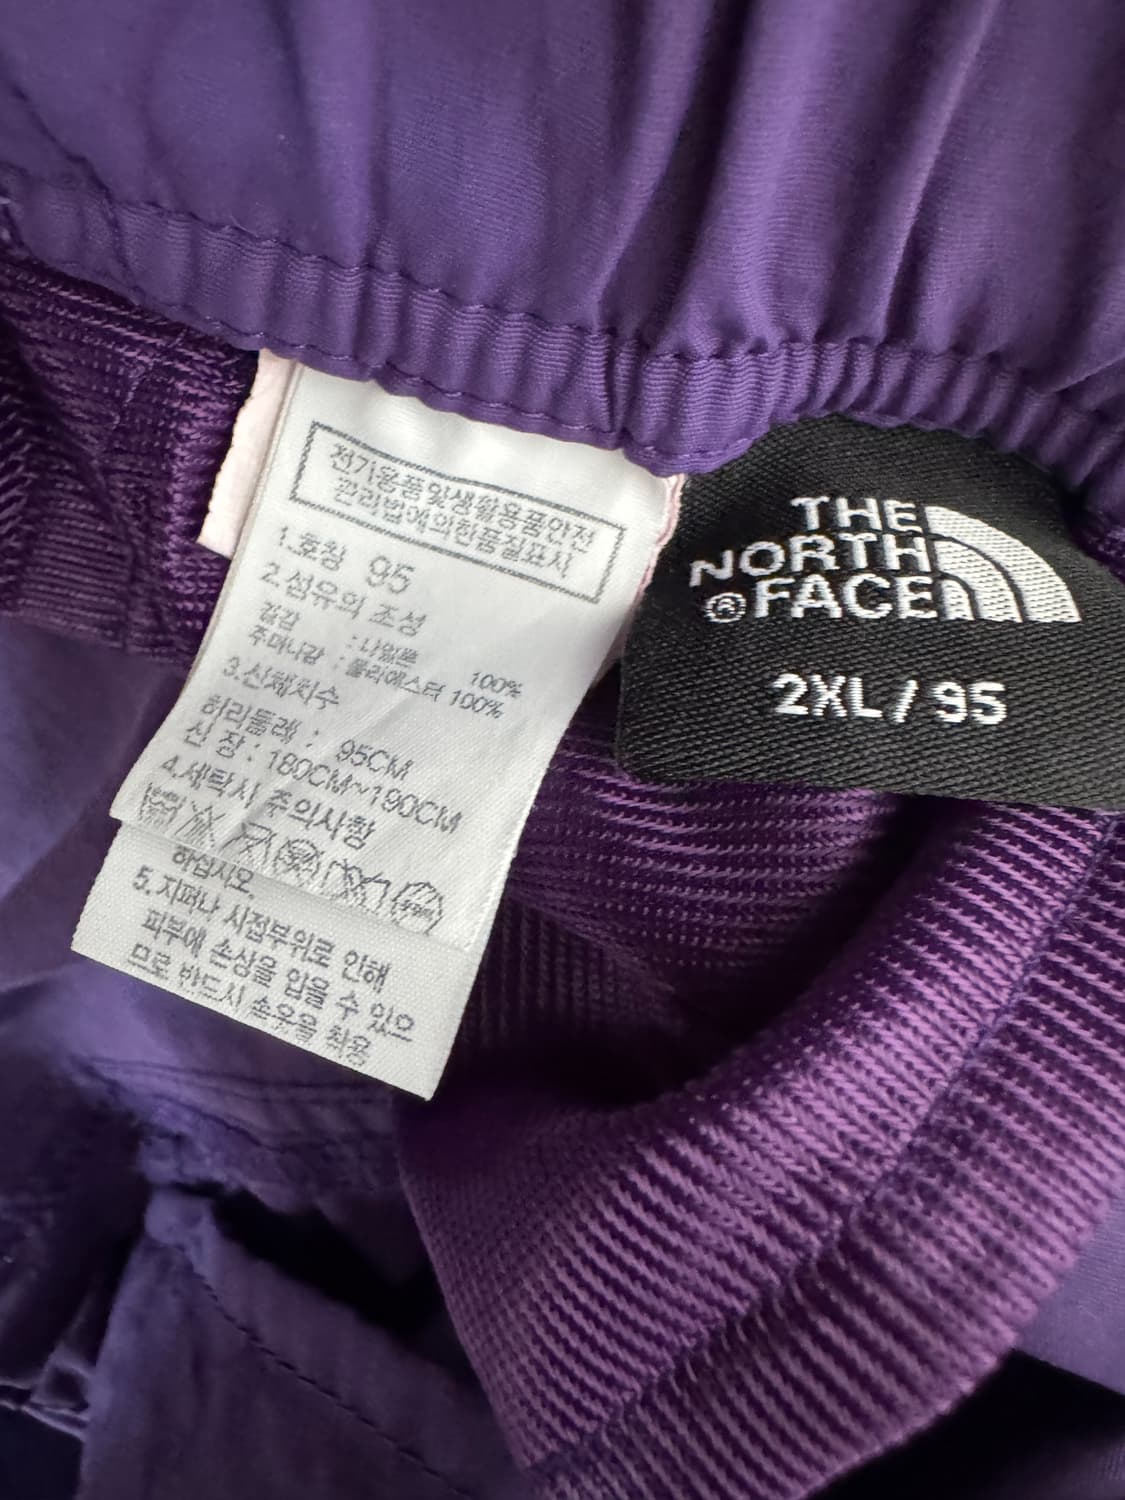 전기용품및생활용품안전
관리법에의한품질표시
1.호칭 95
2.섬유의 조성
겉감 :나일론 100%
주머니감 :폴리에스터 100%
3.신체치수
허리둘레 : 95CM
신 장 : 180CM~190CM
4.세탁시 주의사항
하십시오
5.지퍼나 시접부위로 인해
피부에 손상을 입을 수 있으
므로 반드시 속옷을 착용
THE
NORTH
®FACE
2XL / 95